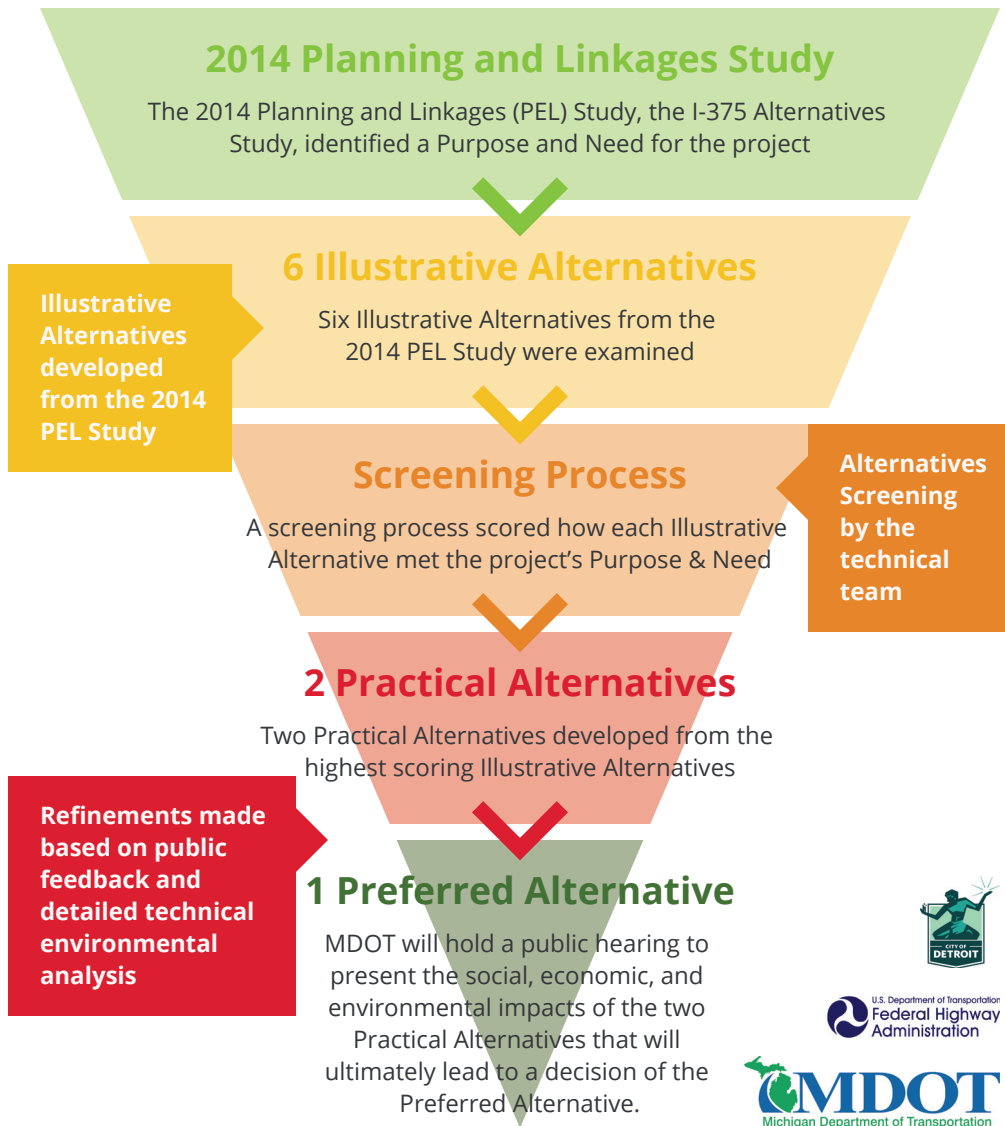 2014 Planning and Linkages Study
The 2014 Planning and Linkages (PEL) Study, the I-375 Alternatives
Study, identified a Purpose and Need for the project
6 Illustrative Alternatives
Six Illustrative Alternatives from the
2014 PEL Study were examined
Illustrative
Alternatives
developed
from the 2014
PEL Study
Screening Process
A screening process scored how each Illustrative
Alternative met the project’s Purpose & Need
Alternatives
Screening
by the
technical
team
2 Practical Alternatives
Two Practical Alternatives developed from the
highest scoring Illustrative Alternatives
Refinements made
based on public
feedback and
detailed technical
environmental
analysis
1 Preferred Alternative
MDOT will hold a public hearing to
present the social, economic, and
environmental impacts of the two
Practical Alternatives that will
ultimately lead to a decision of the
Preferred Alternative.
CITY OF
DETROIT
U.S. Department of Transportation
Federal Highway
Administration
MDOT
Michigan Department of Transportation